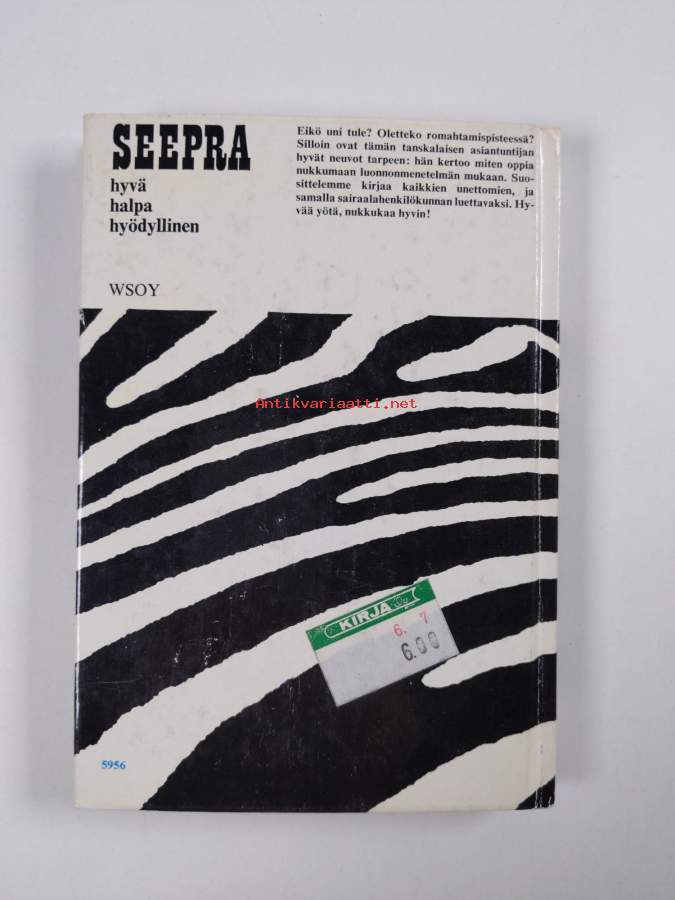 SEEPRA
hyvä
halpa
hyödyllinen
WSOY
Eikö uni tule? Oletteko romahtamispisteessä?
Silloin ovat tämän tanskalaisen asiantuntijan
hyvät neuvot tarpeen: hän kertoo miten oppia
nukkumaan luonnonmenetelmän mukaan. Suo-
sittelemme kirjaa kaikkien unettomien, ja
samalla sairaalahenkilökunnan luettavaksi. Hy-
vää yötä, nukkukaa hyvin!
Antikvariaatti.net
KIRJA
6. 7
6.00
5956